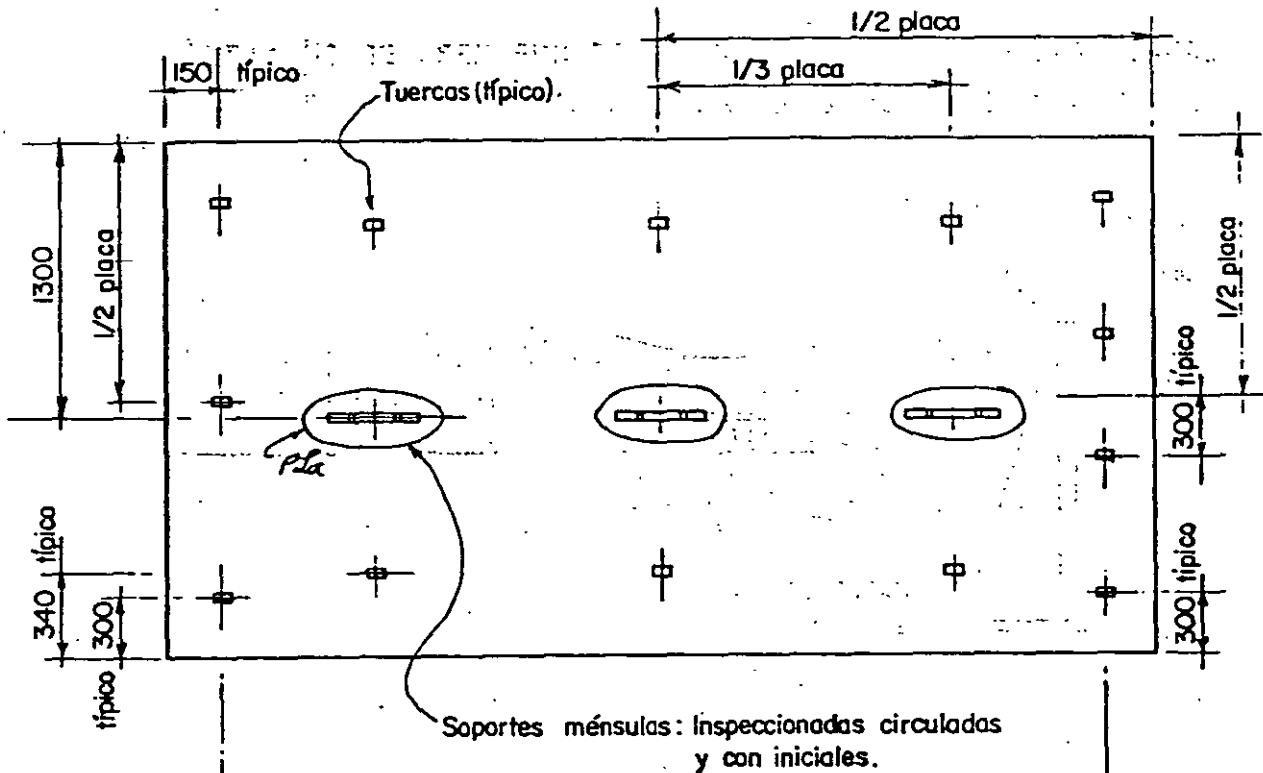 1/2 placa
150 típico
1/3 placa
Tuercas (típico).
1300
1/2 placa
1/2 placa
300 típico
340 típico
300
típico
300 típico
Soportes ménsulas: Inspeccionadas circuladas
y con iniciales.